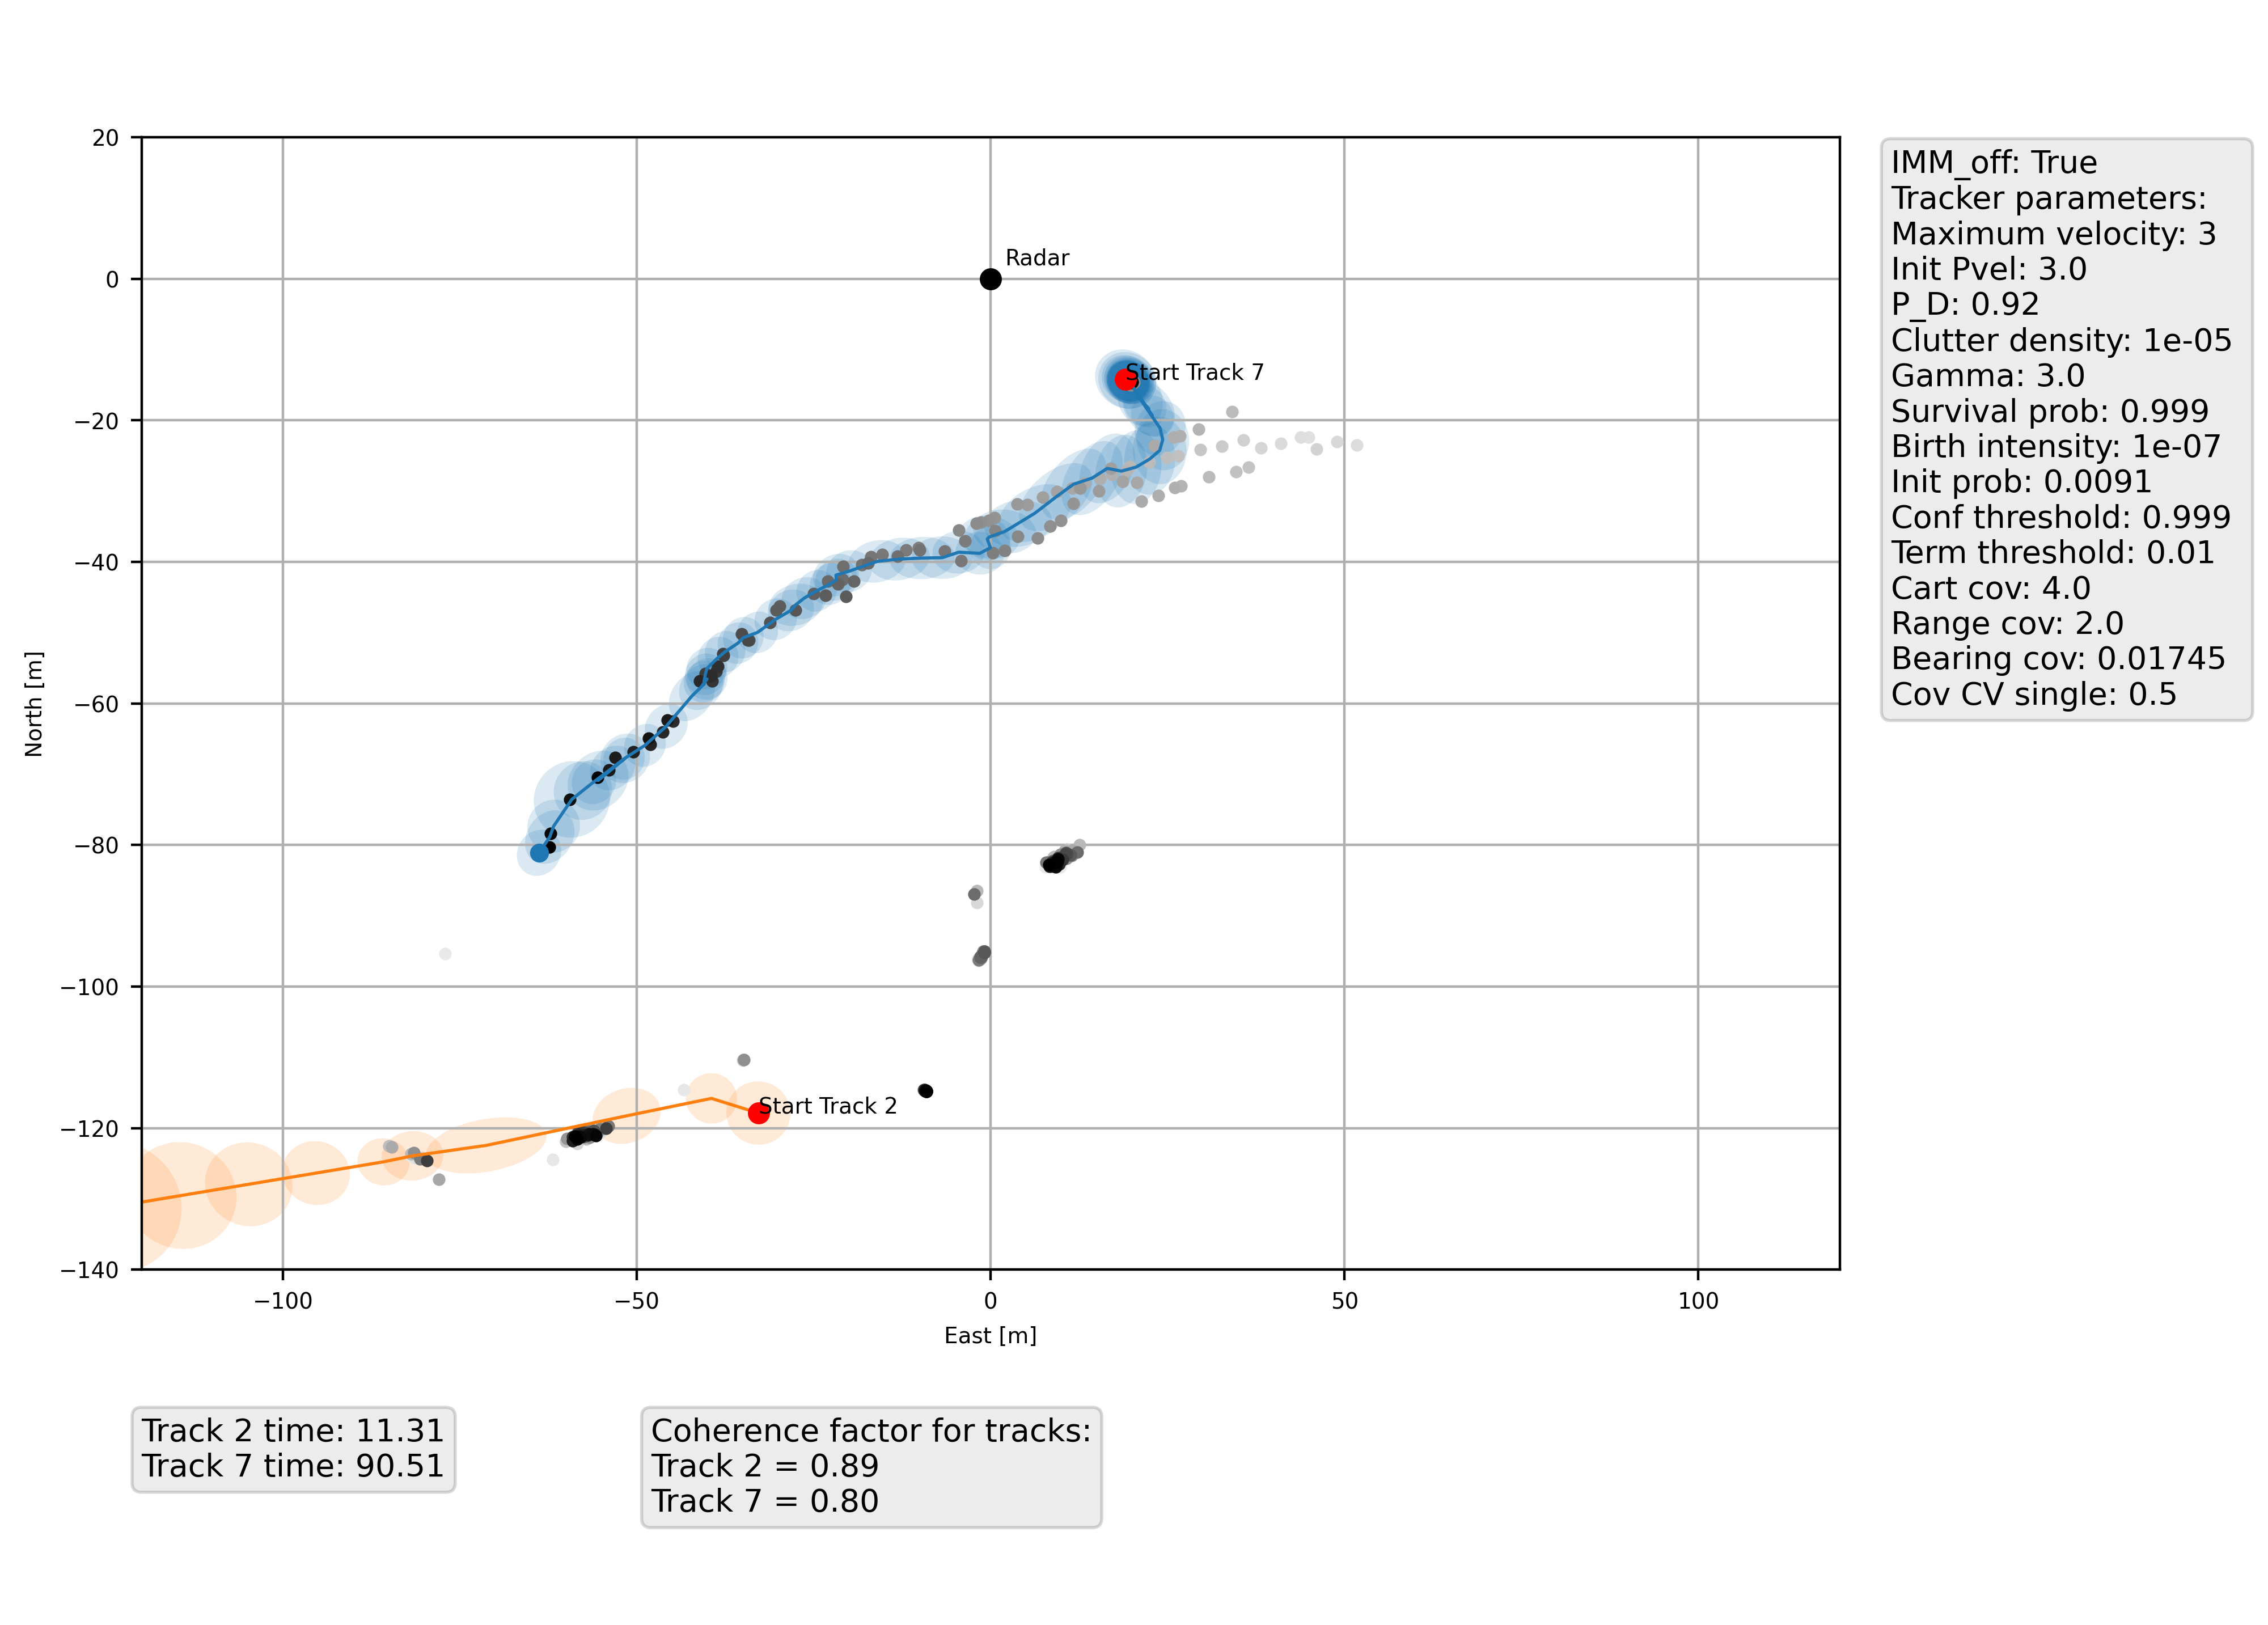 20
0
−20
−40
−60
−80
−100
−120
−140
North [m]
Radar
Start Track 7
Start Track 2
−100
−50
0
50
100
East [m]
IMM_off: True
Tracker parameters:
Maximum velocity: 3
Init Pvel: 3.0
P_D: 0.92
Clutter density: 1e-05
Gamma: 3.0
Survival prob: 0.999
Birth intensity: 1e-07
Init prob: 0.0091
Conf threshold: 0.999
Term threshold: 0.01
Cart cov: 4.0
Range cov: 2.0
Bearing cov: 0.01745
Cov CV single: 0.5
Track 2 time: 11.31
Track 7 time: 90.51
Coherence factor for tracks:
Track 2 = 0.89
Track 7 = 0.80